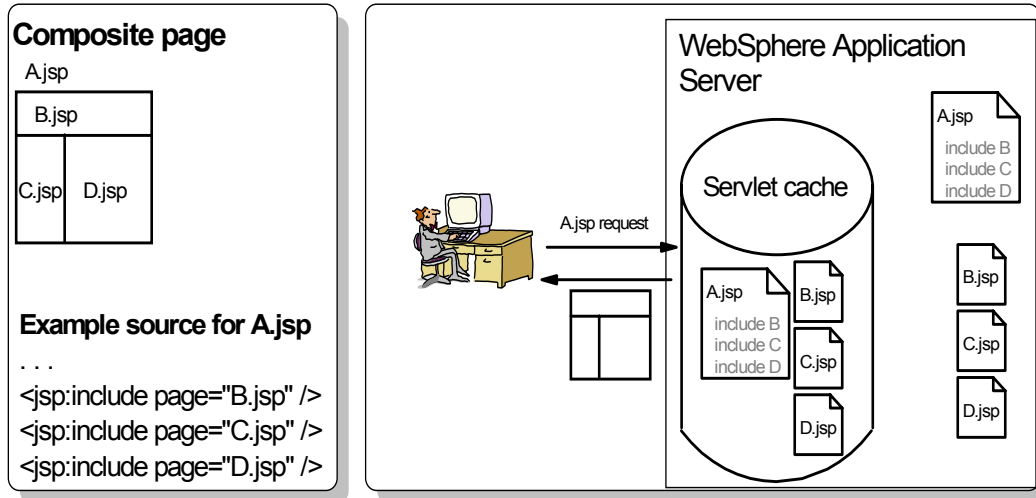 Composite page
A.jsp
B.jsp
C.jsp
D.jsp
Example source for A.jsp
. . .
<jsp:include page="B.jsp" />
<jsp:include page="C.jsp" />
<jsp:include page="D.jsp" />
WebSphere Application
Server
A.jsp request
Servlet cache
A.jsp
include B
include C
include D
B.jsp
C.jsp
D.jsp
A.jsp
include B
include C
include D
B.jsp
C.jsp
D.jsp